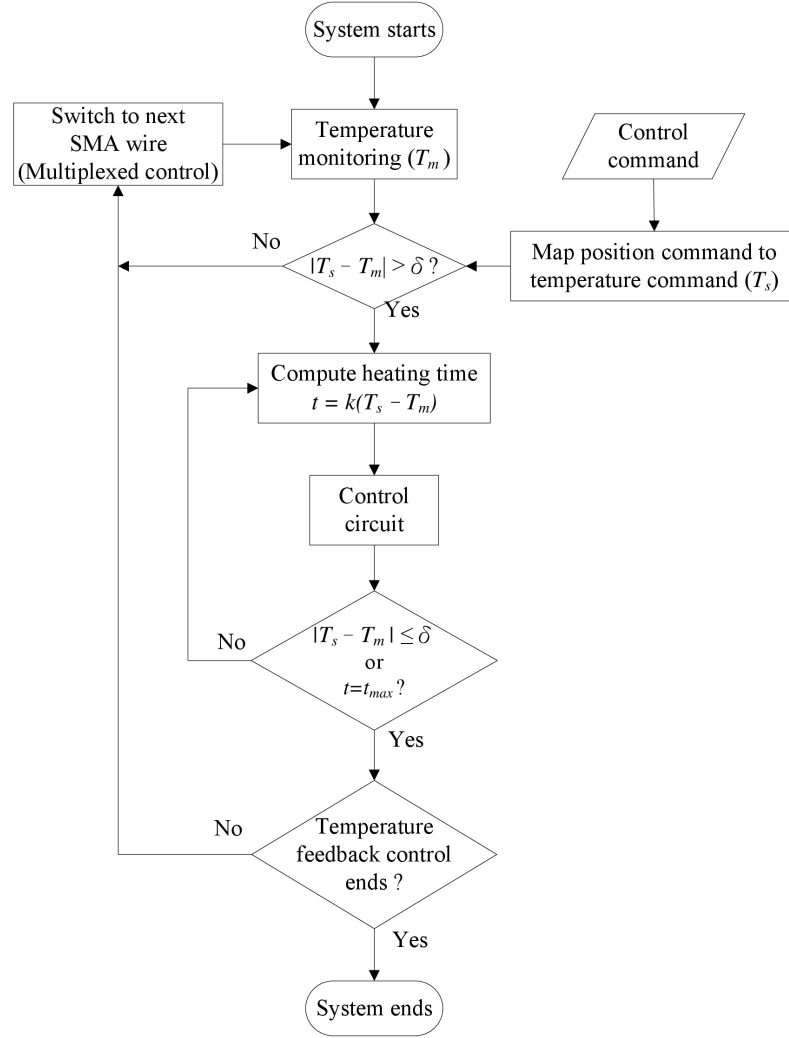 System starts
Switch to next
SMA wire
(Multiplexed control)
Temperature
monitoring (Tm)
Control
command
No
|Ts − Tm| > δ ?
Map position command to
temperature command (Ts)
Yes
Compute heating time
t = k(Ts − Tm)
Control
circuit
No
|Ts − Tm| ≤ δ
or
t=tmax ?
Yes
No
Temperature
feedback control
ends ?
Yes
System ends